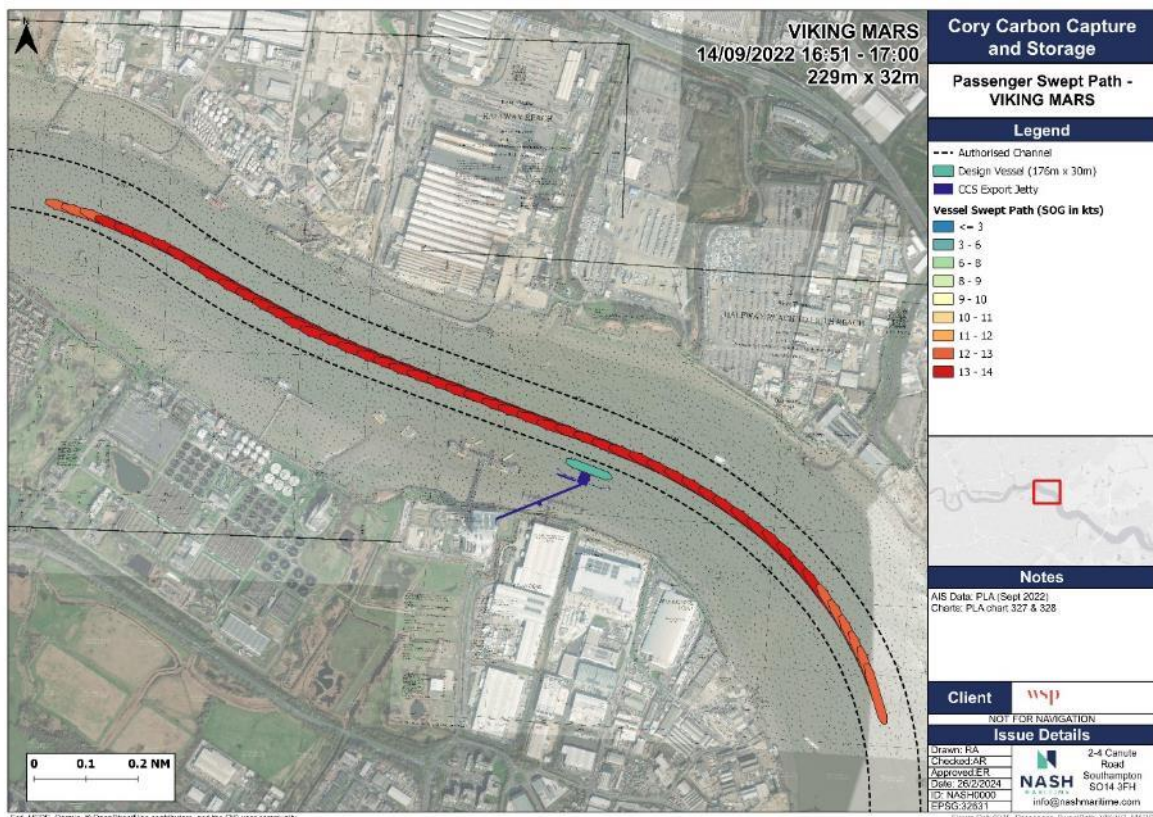 N
VIKING MARS
14/09/2022 16:51 - 17:00
229m x 32m
HALFWAY REACH
0 0.1 0.2 NM
Cory Carbon Capture
and Storage
Passenger Swept Path -
VIKING MARS
Legend
Authorised Channel
Design Vessel (176m x 30m)
CCS Export Jetty
Vessel Swept Path (SOG in kts)
<= 3
3 - 6
6 - 8
8 - 9
9 - 10
10 - 11
11 - 12
12 - 13
13 - 14
Notes
AIS Data: PLA (Sept 2022)
Charts: PLA chart 327 & 328
Client
wsp
NOT FOR NAVIGATION
Issue Details
Drawn: RA
Checked:AR
Approved:ER
Date: 26/2/2024
ID: NASH0000
EPSG:32631
NASH
MARITIME
2-4 Canute
Road
Southampton
SO14 3FH
info@nashmaritime.com